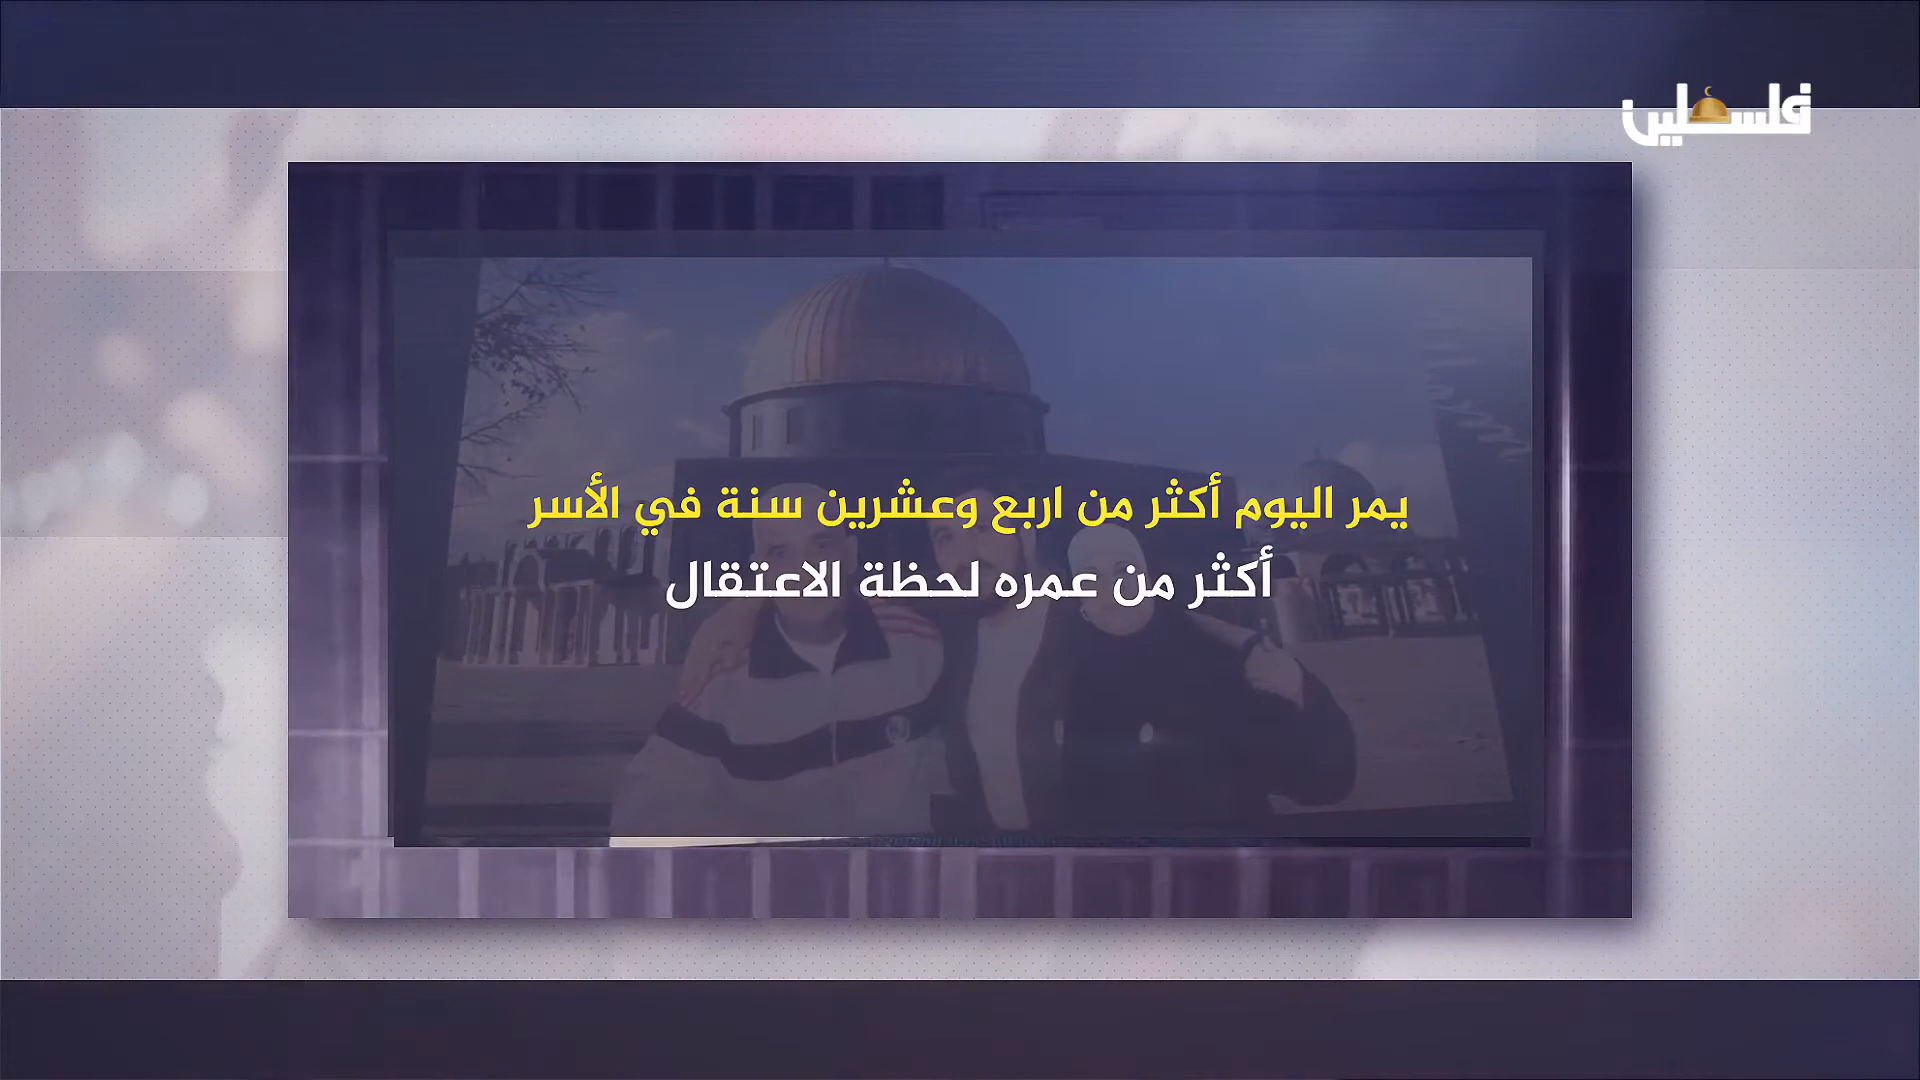 فلسطين
يمر اليوم أكثر من اربع وعشرين سنة في الأسر
أكثر من عمره لحظة الاعتقال